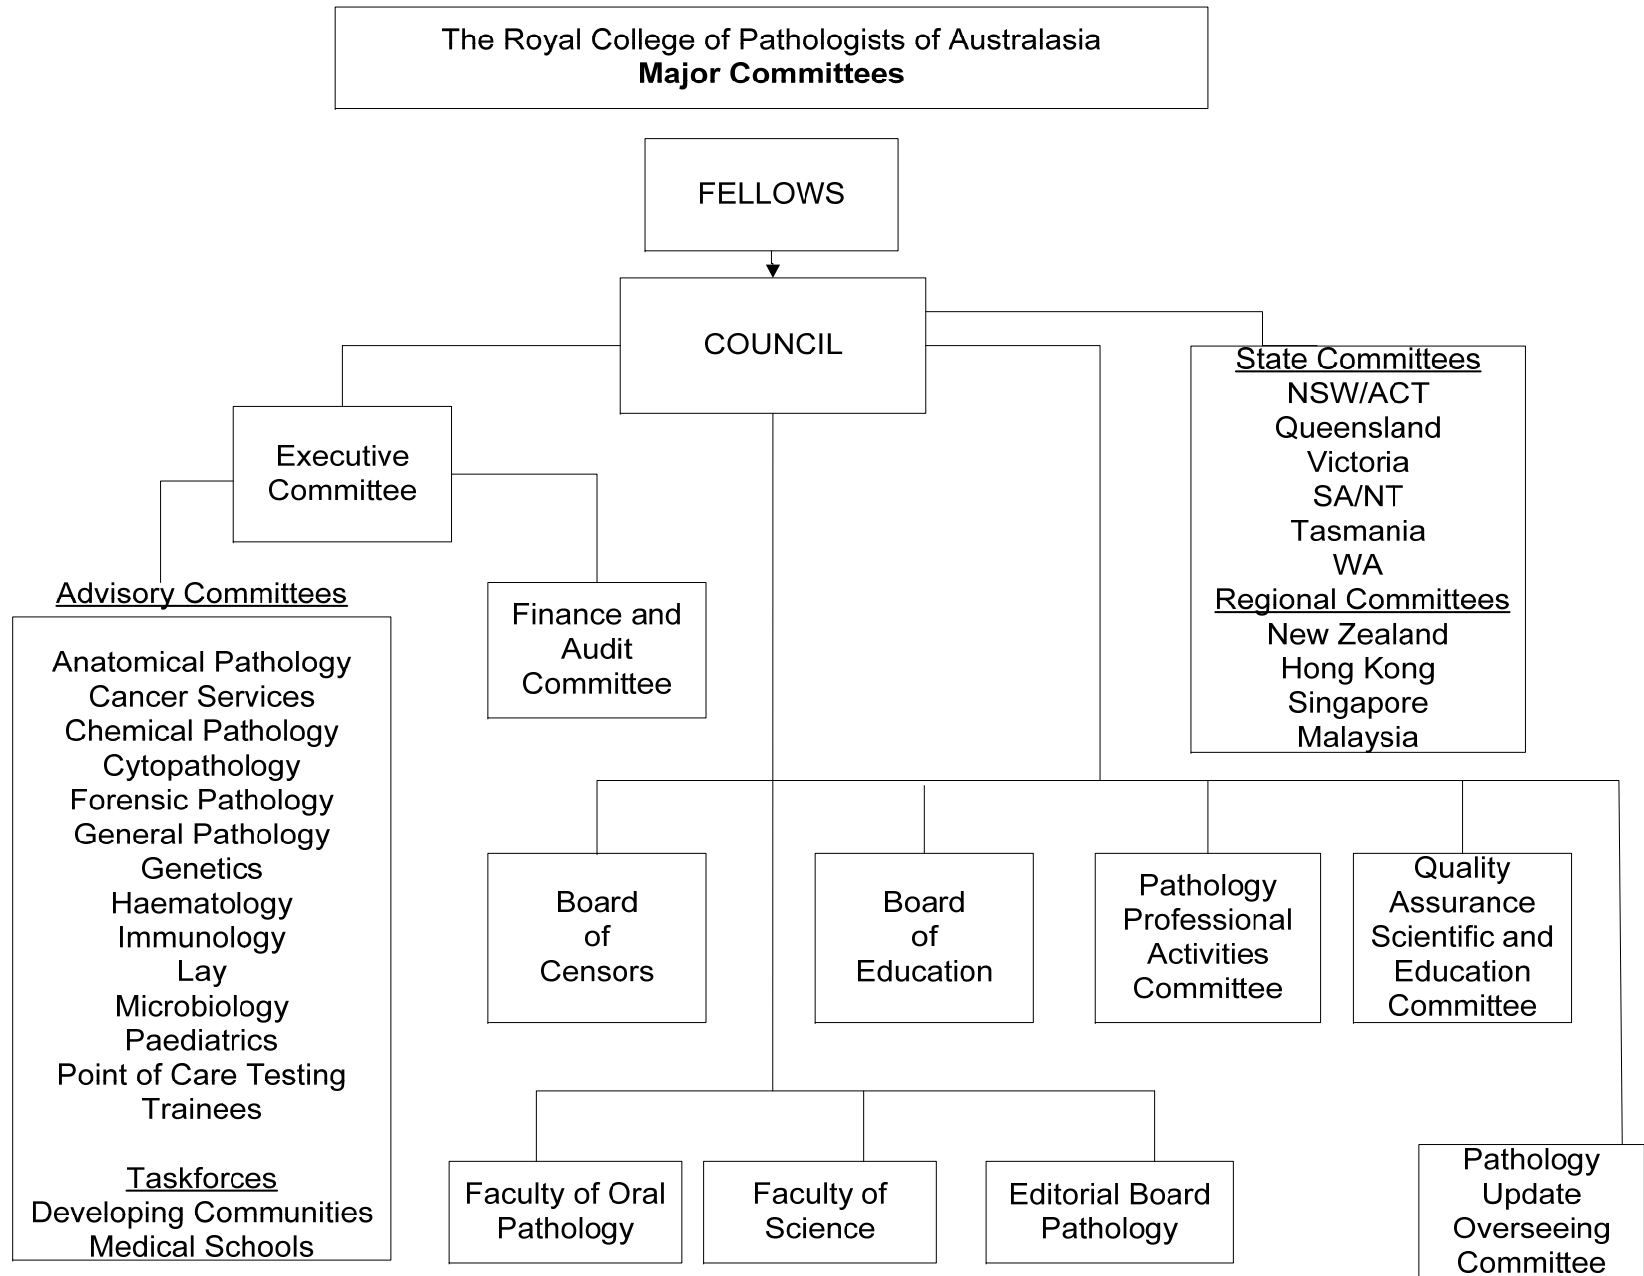 The Royal College of Pathologists of Australasia
Major Committees
FELLOWS
COUNCIL
Executive
Committee
State Committees
NSW/ACT
Queensland
Victoria
SA/NT
Tasmania
WA
Regional Committees
New Zealand
Hong Kong
Singapore
Malaysia
Advisory Committees
Anatomical Pathology
Cancer Services
Chemical Pathology
Cytopathology
Forensic Pathology
General Pathology
Genetics
Haematology
Immunology
Lay
Microbiology
Paediatrics
Point of Care Testing
Trainees
Taskforces
Developing Communities
Medical Schools
Finance and
Audit
Committee
Board
of
Censors
Board
of
Education
Pathology
Professional
Activities
Committee
Quality
Assurance
Scientific and
Education
Committee
Faculty of Oral
Pathology
Faculty of
Science
Editorial Board
Pathology
Pathology
Update
Overseeing
Committee